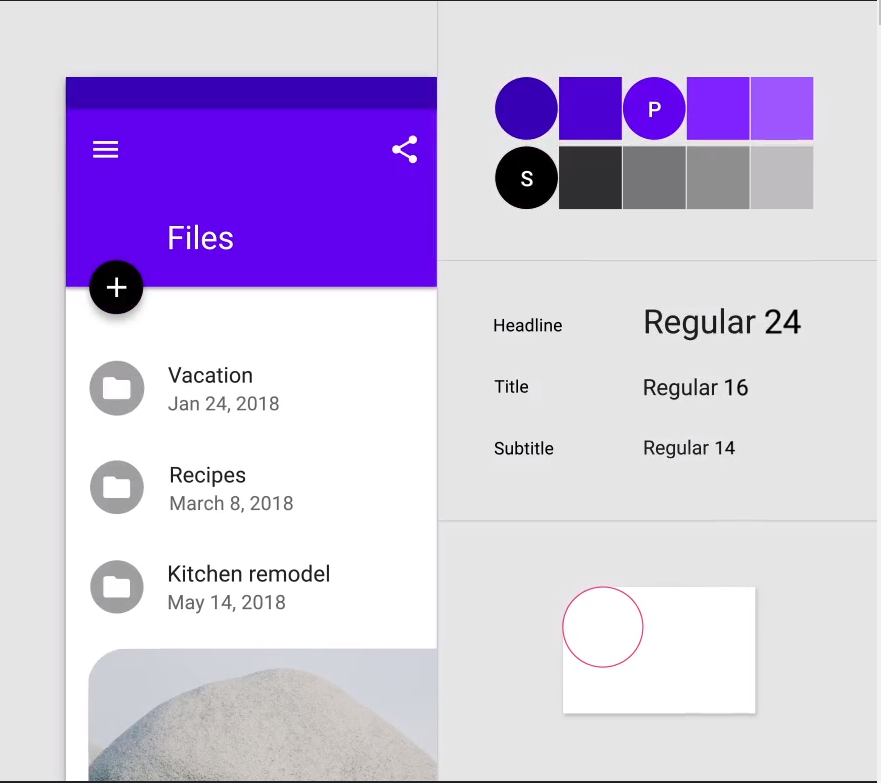 Files
Vacation
Jan 24, 2018
Recipes
March 8, 2018
Kitchen remodel
May 14, 2018
P
S
Headline Regular 24
Title Regular 16
Subtitle Regular 14